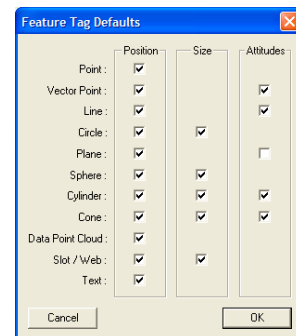 Feature Tag Defaults
Position Size Attitudes
Point :
Vector Point :
Line :
Circle :
Plane :
Sphere :
Cylinder :
Cone :
Data Point Cloud :
Slot / Web :
Text :
Cancel OK